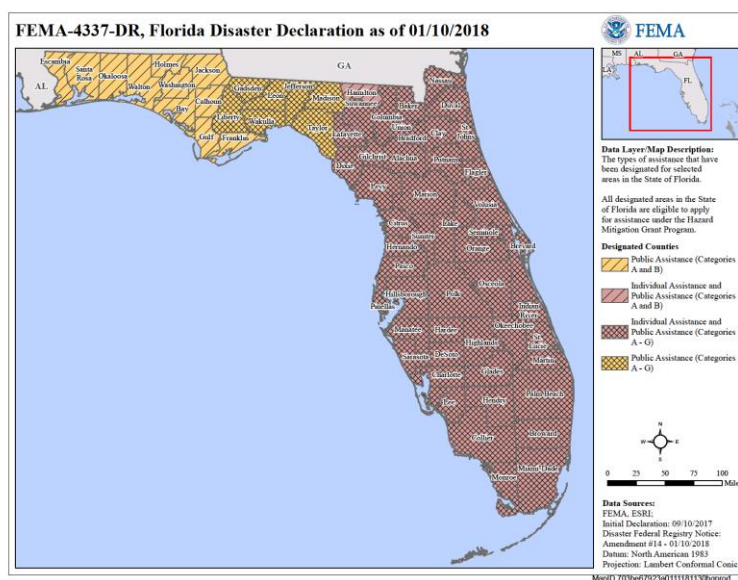 FEMA-4337-DR, Florida Disaster Declaration as of 01/10/2018
FEMA
MS
AL
GA
LA
FL
GA
AL
Escambia
Santa
Rosa
Okaloosa
Walton
Holmes
Washington
Jackson
Bay
Calhoun
Gulf
Liberty
Franklin
Gadsden
Leon
Wakulla
Jefferson
Madison
Taylor
Hamilton
Suwannee
Lafayette
Dixie
Columbia
Baker
Nassau
Duval
Union
Bradford
Clay
St.
Johns
Gilchrist
Alachua
Putnam
Flagler
Levy
Marion
Volusia
Citrus
Sumter
Lake
Seminole
Hernando
Orange
Brevard
Pasco
Osceola
Hillsborough
Polk
Pinellas
Indian
River
Manatee
Hardee
Okeechobee
St.
Lucie
Highlands
Sarasota
DeSoto
Martin
Charlotte
Glades
Lee
Hendry
Palm Beach
Collier
Broward
Monroe
Miami-Dade
Data Layer/Map Description:
The types of assistance that have
been designated for selected
areas in the State of Florida.
All designated areas in the State
of Florida are eligible to apply
for assistance under the Hazard
Mitigation Grant Program.
Designated Counties
Public Assistance (Categories
A and B)
Individual Assistance and
Public Assistance (Categories
A and B)
Individual Assistance and
Public Assistance (Categories
A - G)
Public Assistance (Categories
A - G)
N
W
E
S
0 25 50 75 100
Mile
Data Sources:
FEMA, ESRI;
Initial Declaration: 09/10/2017
Disaster Federal Registry Notice:
Amendment #14 - 01/10/2018
Datum: North American 1983
Projection: Lambert Conformal Conic